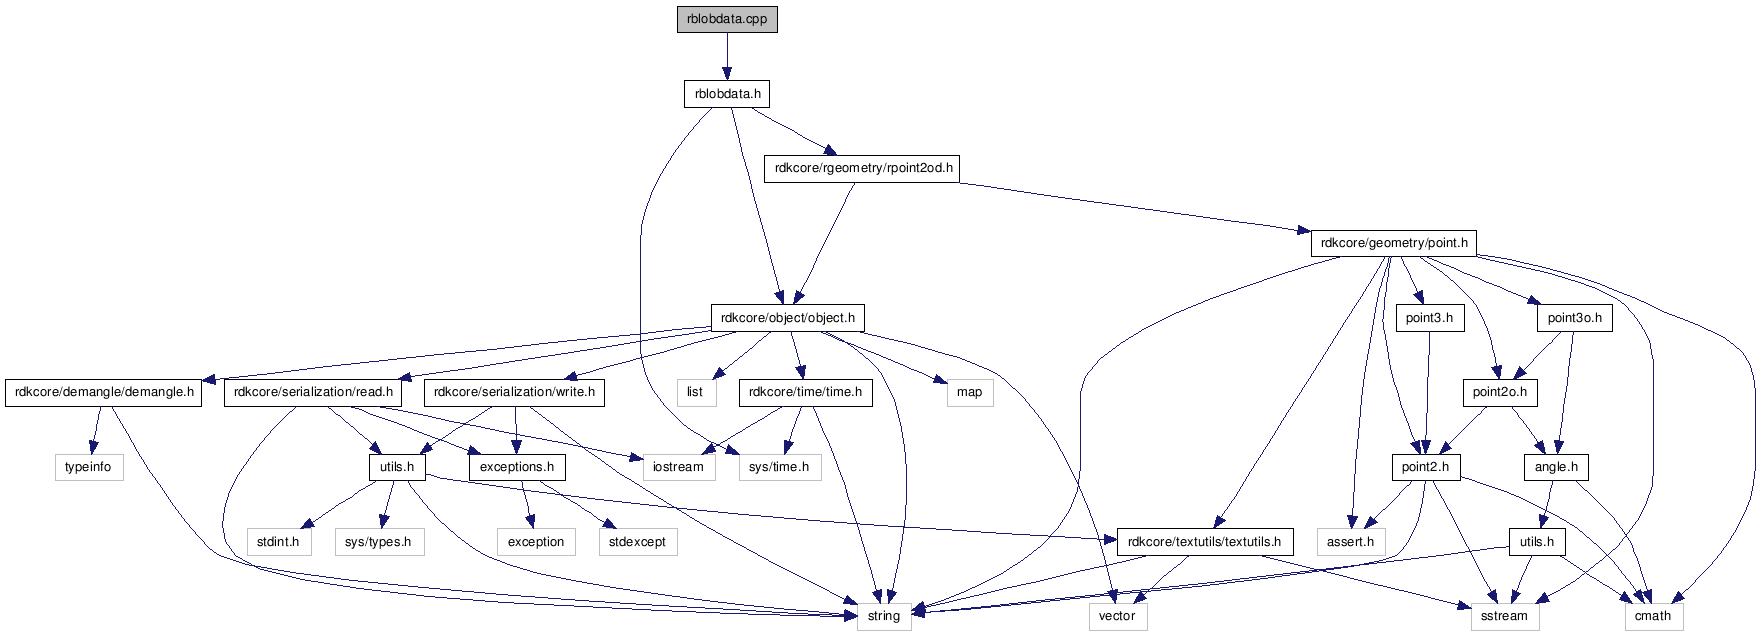 rblobdata.cpp
rblobdata.h
rdkcore/rgeometry/rpoint2od.h
rdkcore/geometry/point.h
rdkcore/object/object.h
point3.h
point3o.h
rdkcore/demangle/demangle.h
rdkcore/serialization/read.h
rdkcore/serialization/write.h
list
rdkcore/time/time.h
map
point2o.h
typeinfo
utils.h
exceptions.h
iostream
sys/time.h
point2.h
angle.h
stdint.h
sys/types.h
exception
stdexcept
rdkcore/textutils/textutils.h
assert.h
utils.h
string
vector
sstream
cmath